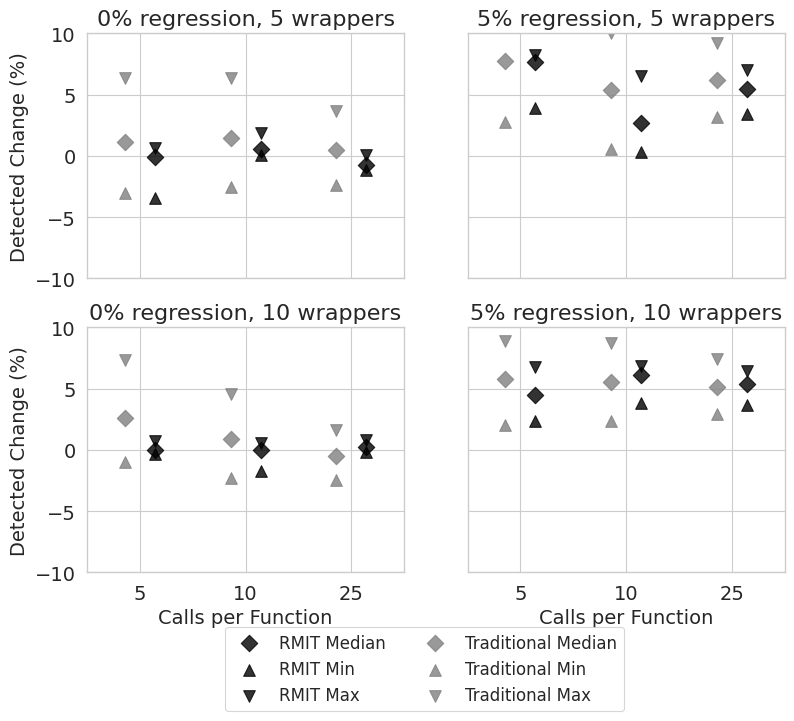 0% regression, 5 wrappers
5% regression, 5 wrappers
Detected Change (%)
10
5
0
−5
−10
0% regression, 10 wrappers
5% regression, 10 wrappers
Detected Change (%)
10
5
0
−5
−10
5 10 25
5 10 25
Calls per Function
Calls per Function
RMIT Median
RMIT Min
RMIT Max
Traditional Median
Traditional Min
Traditional Max